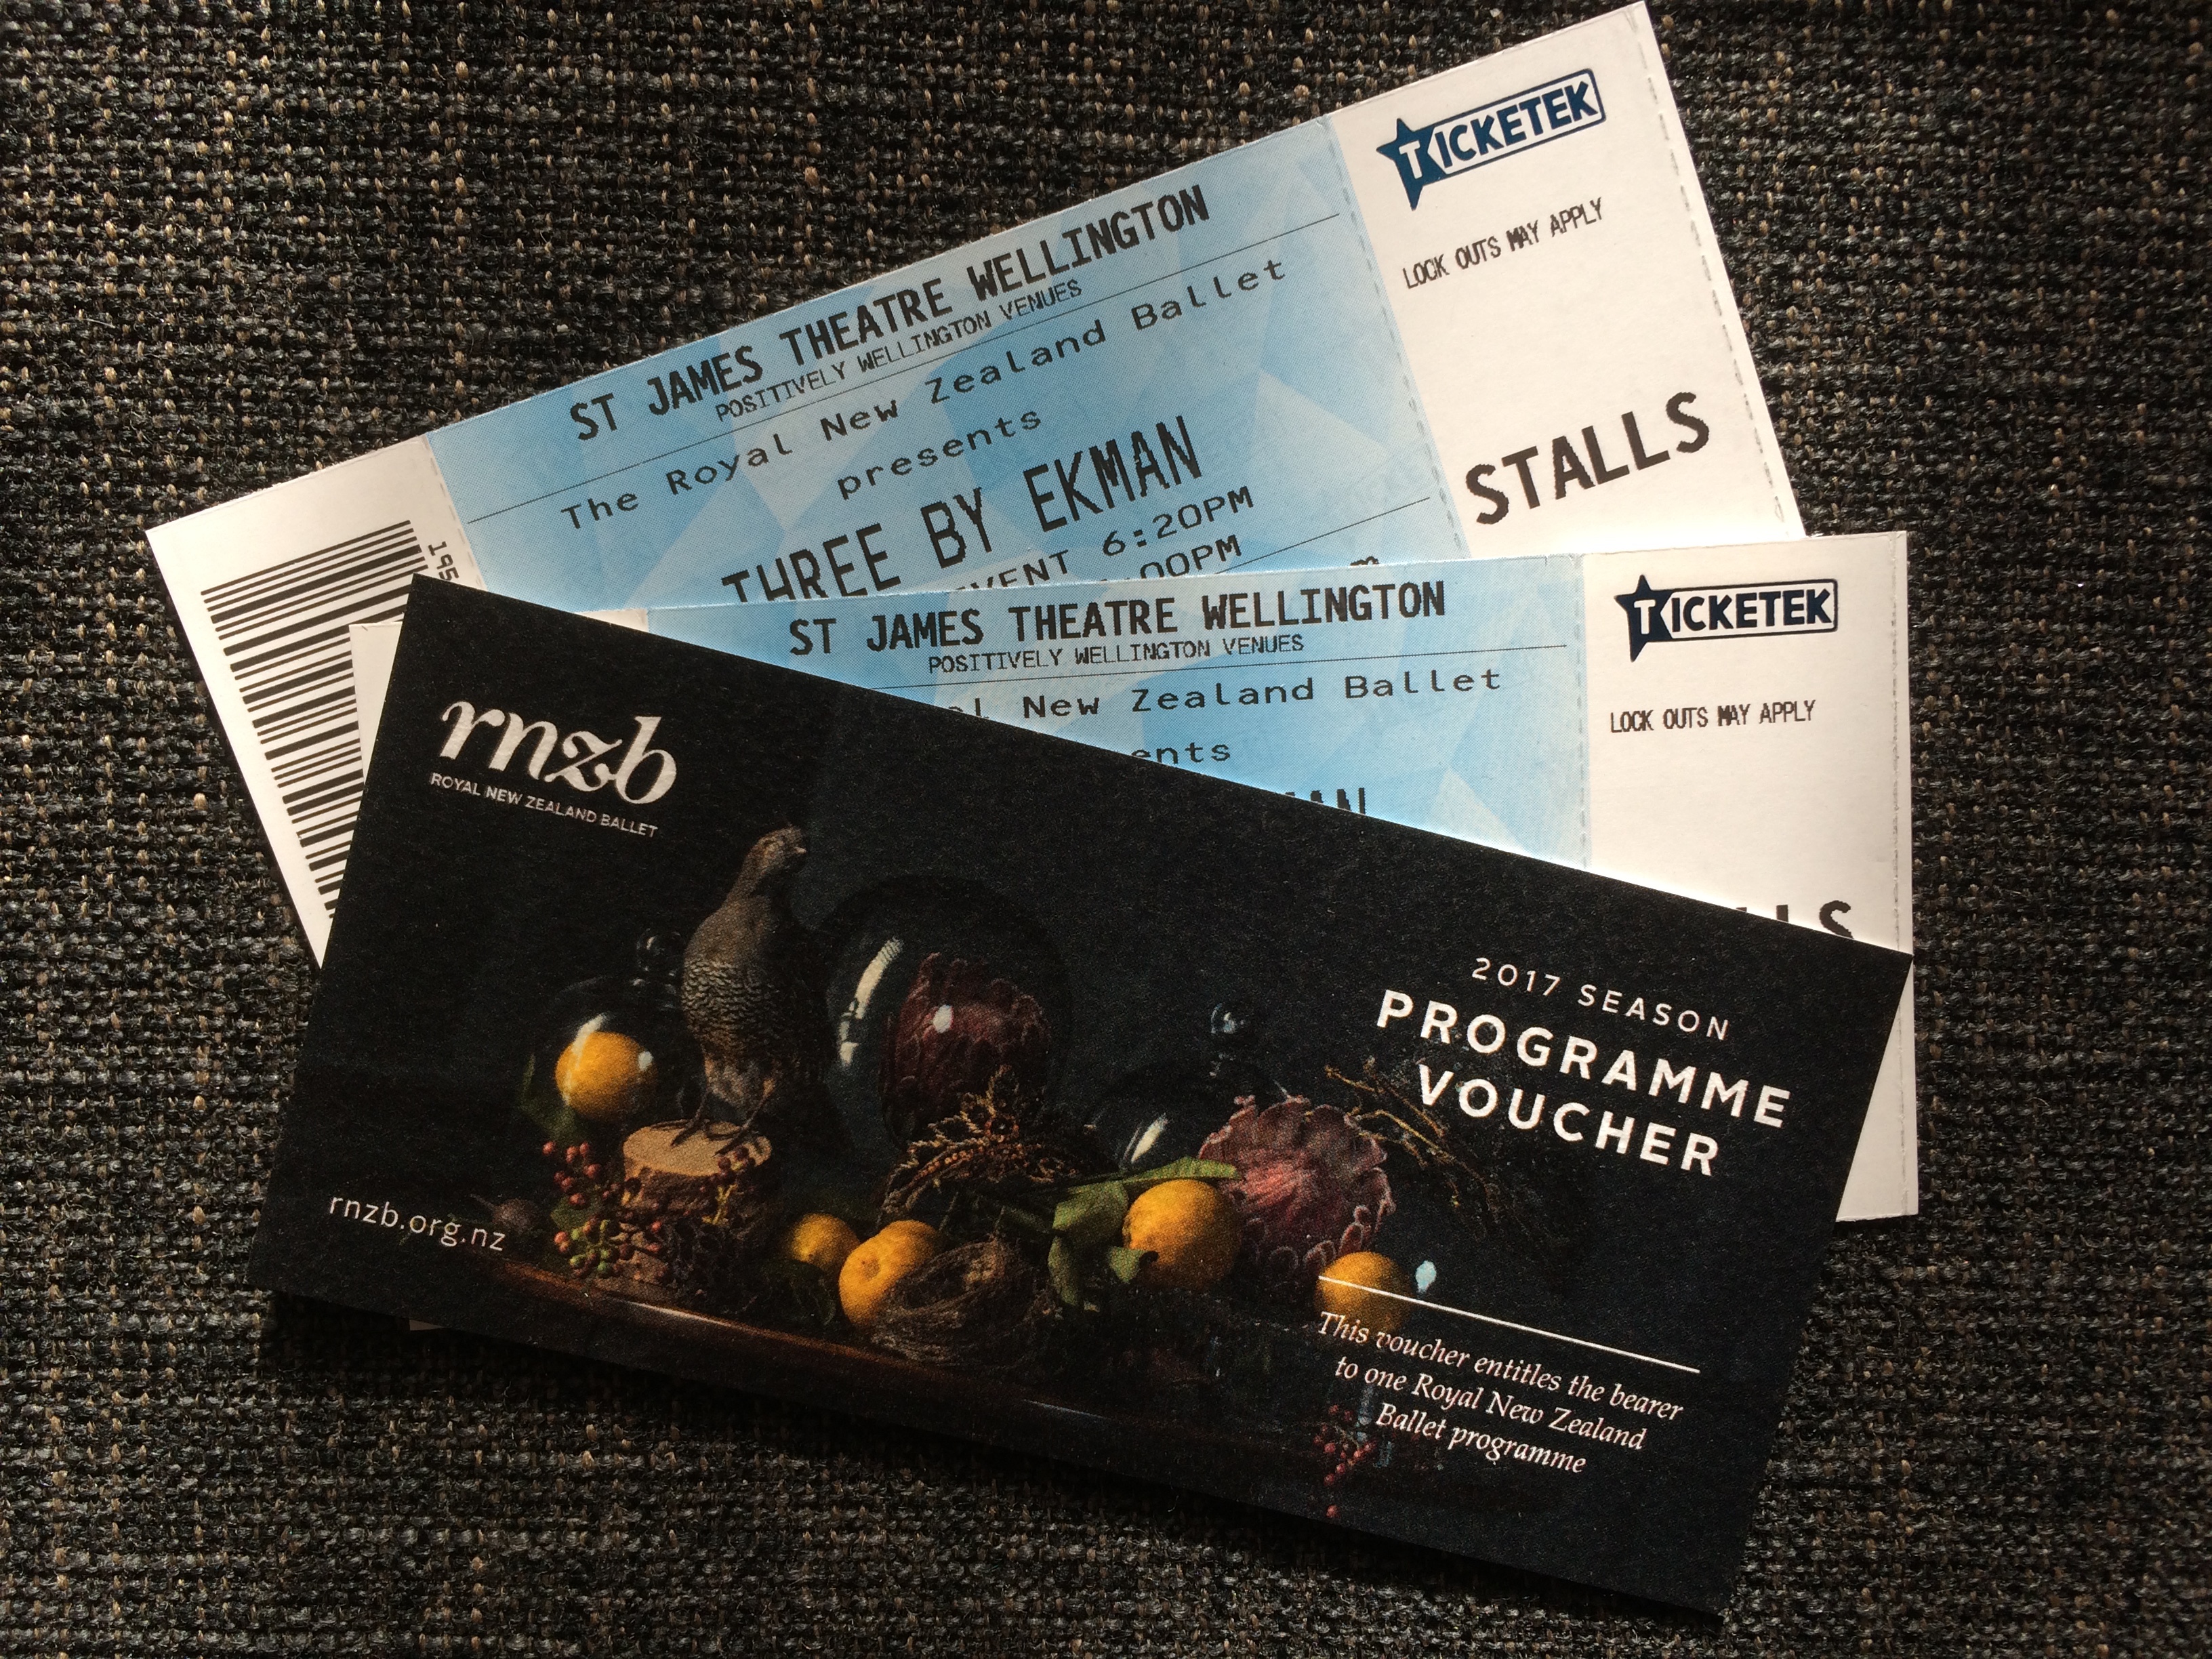 TICKETEK
LOCK OUTS MAY APPLY
STALLS
ST JAMES THEATRE WELLINGTON
POSITIVELY WELLINGTON VENUES
The Royal New Zealand Ballet
presents
THREE BY EKMAN
6:20PM
195
TICKETEK
LOCK OUTS MAY APPLY
ST JAMES THEATRE WELLINGTON
POSITIVELY WELLINGTON VENUES
New Zealand Ballet
rnzb
ROYAL NEW ZEALAND BALLET
2017 SEASON
PROGRAMME
VOUCHER
rnzb.org.nz
This voucher entitles the bearer
to one Royal New Zealand
Ballet programme